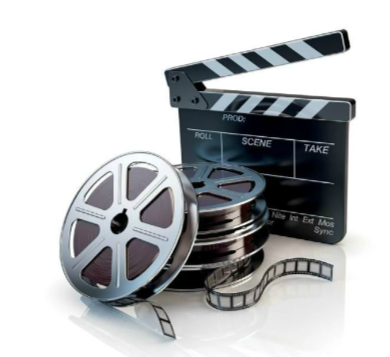 PROD:
ROLL SCENE TAKE
Nite Int Ext Mos
Sync